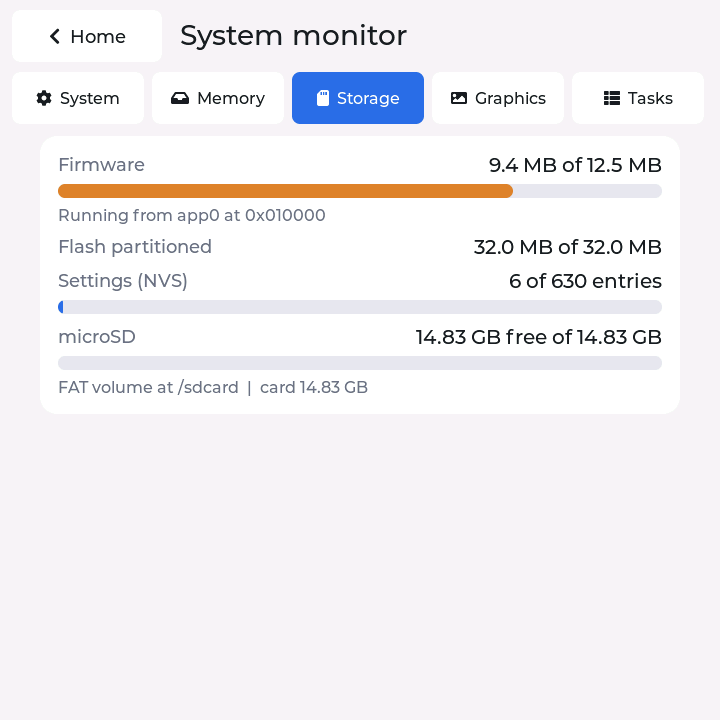 Home
System monitor
System
Memory
Storage
Graphics
Tasks
Firmware 9.4 MB of 12.5 MB
Running from app0 at 0x010000
Flash partitioned 32.0 MB of 32.0 MB
Settings (NVS) 6 of 630 entries
microSD 14.83 GB free of 14.83 GB
FAT volume at /sdcard | card 14.83 GB